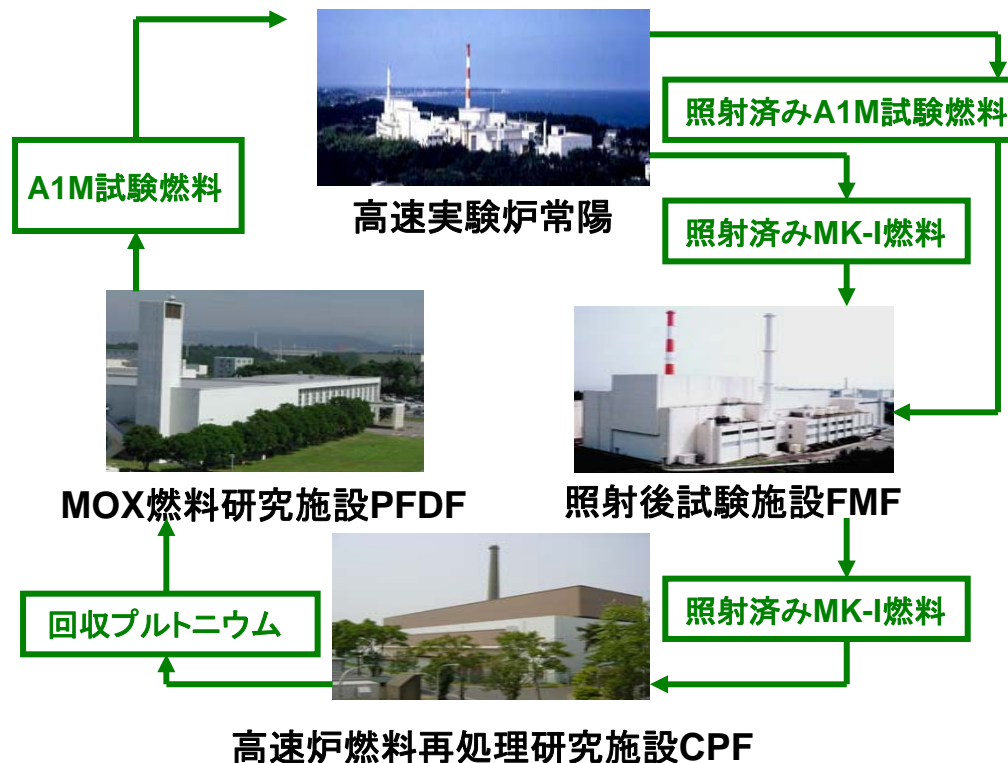 照射済みA1M試験燃料
A1M試験燃料
高速実験炉常陽
照射済みMK-I燃料
MOX燃料研究施設PFDF
照射後試験施設FMF
回収プルトニウム
照射済みMK-I燃料
高速炉燃料再処理研究施設CPF